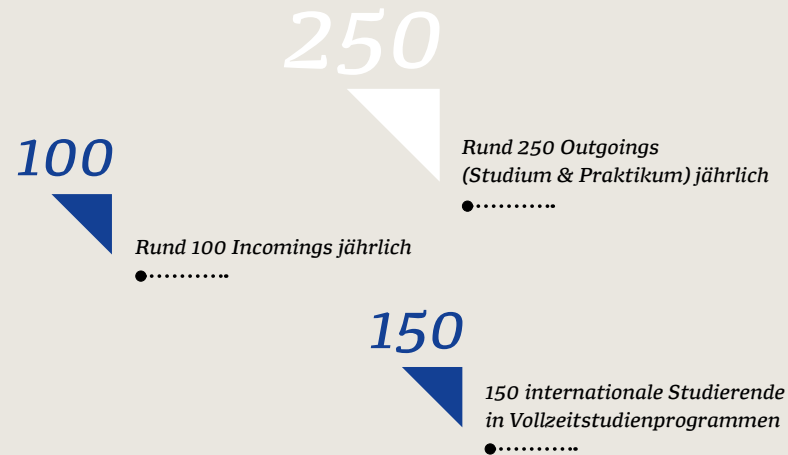 250
Rund 250 Outgoings
(Studium & Praktikum) jährlich
100
Rund 100 Incomings jährlich
150
150 internationale Studierende
in Vollzeitstudienprogrammen